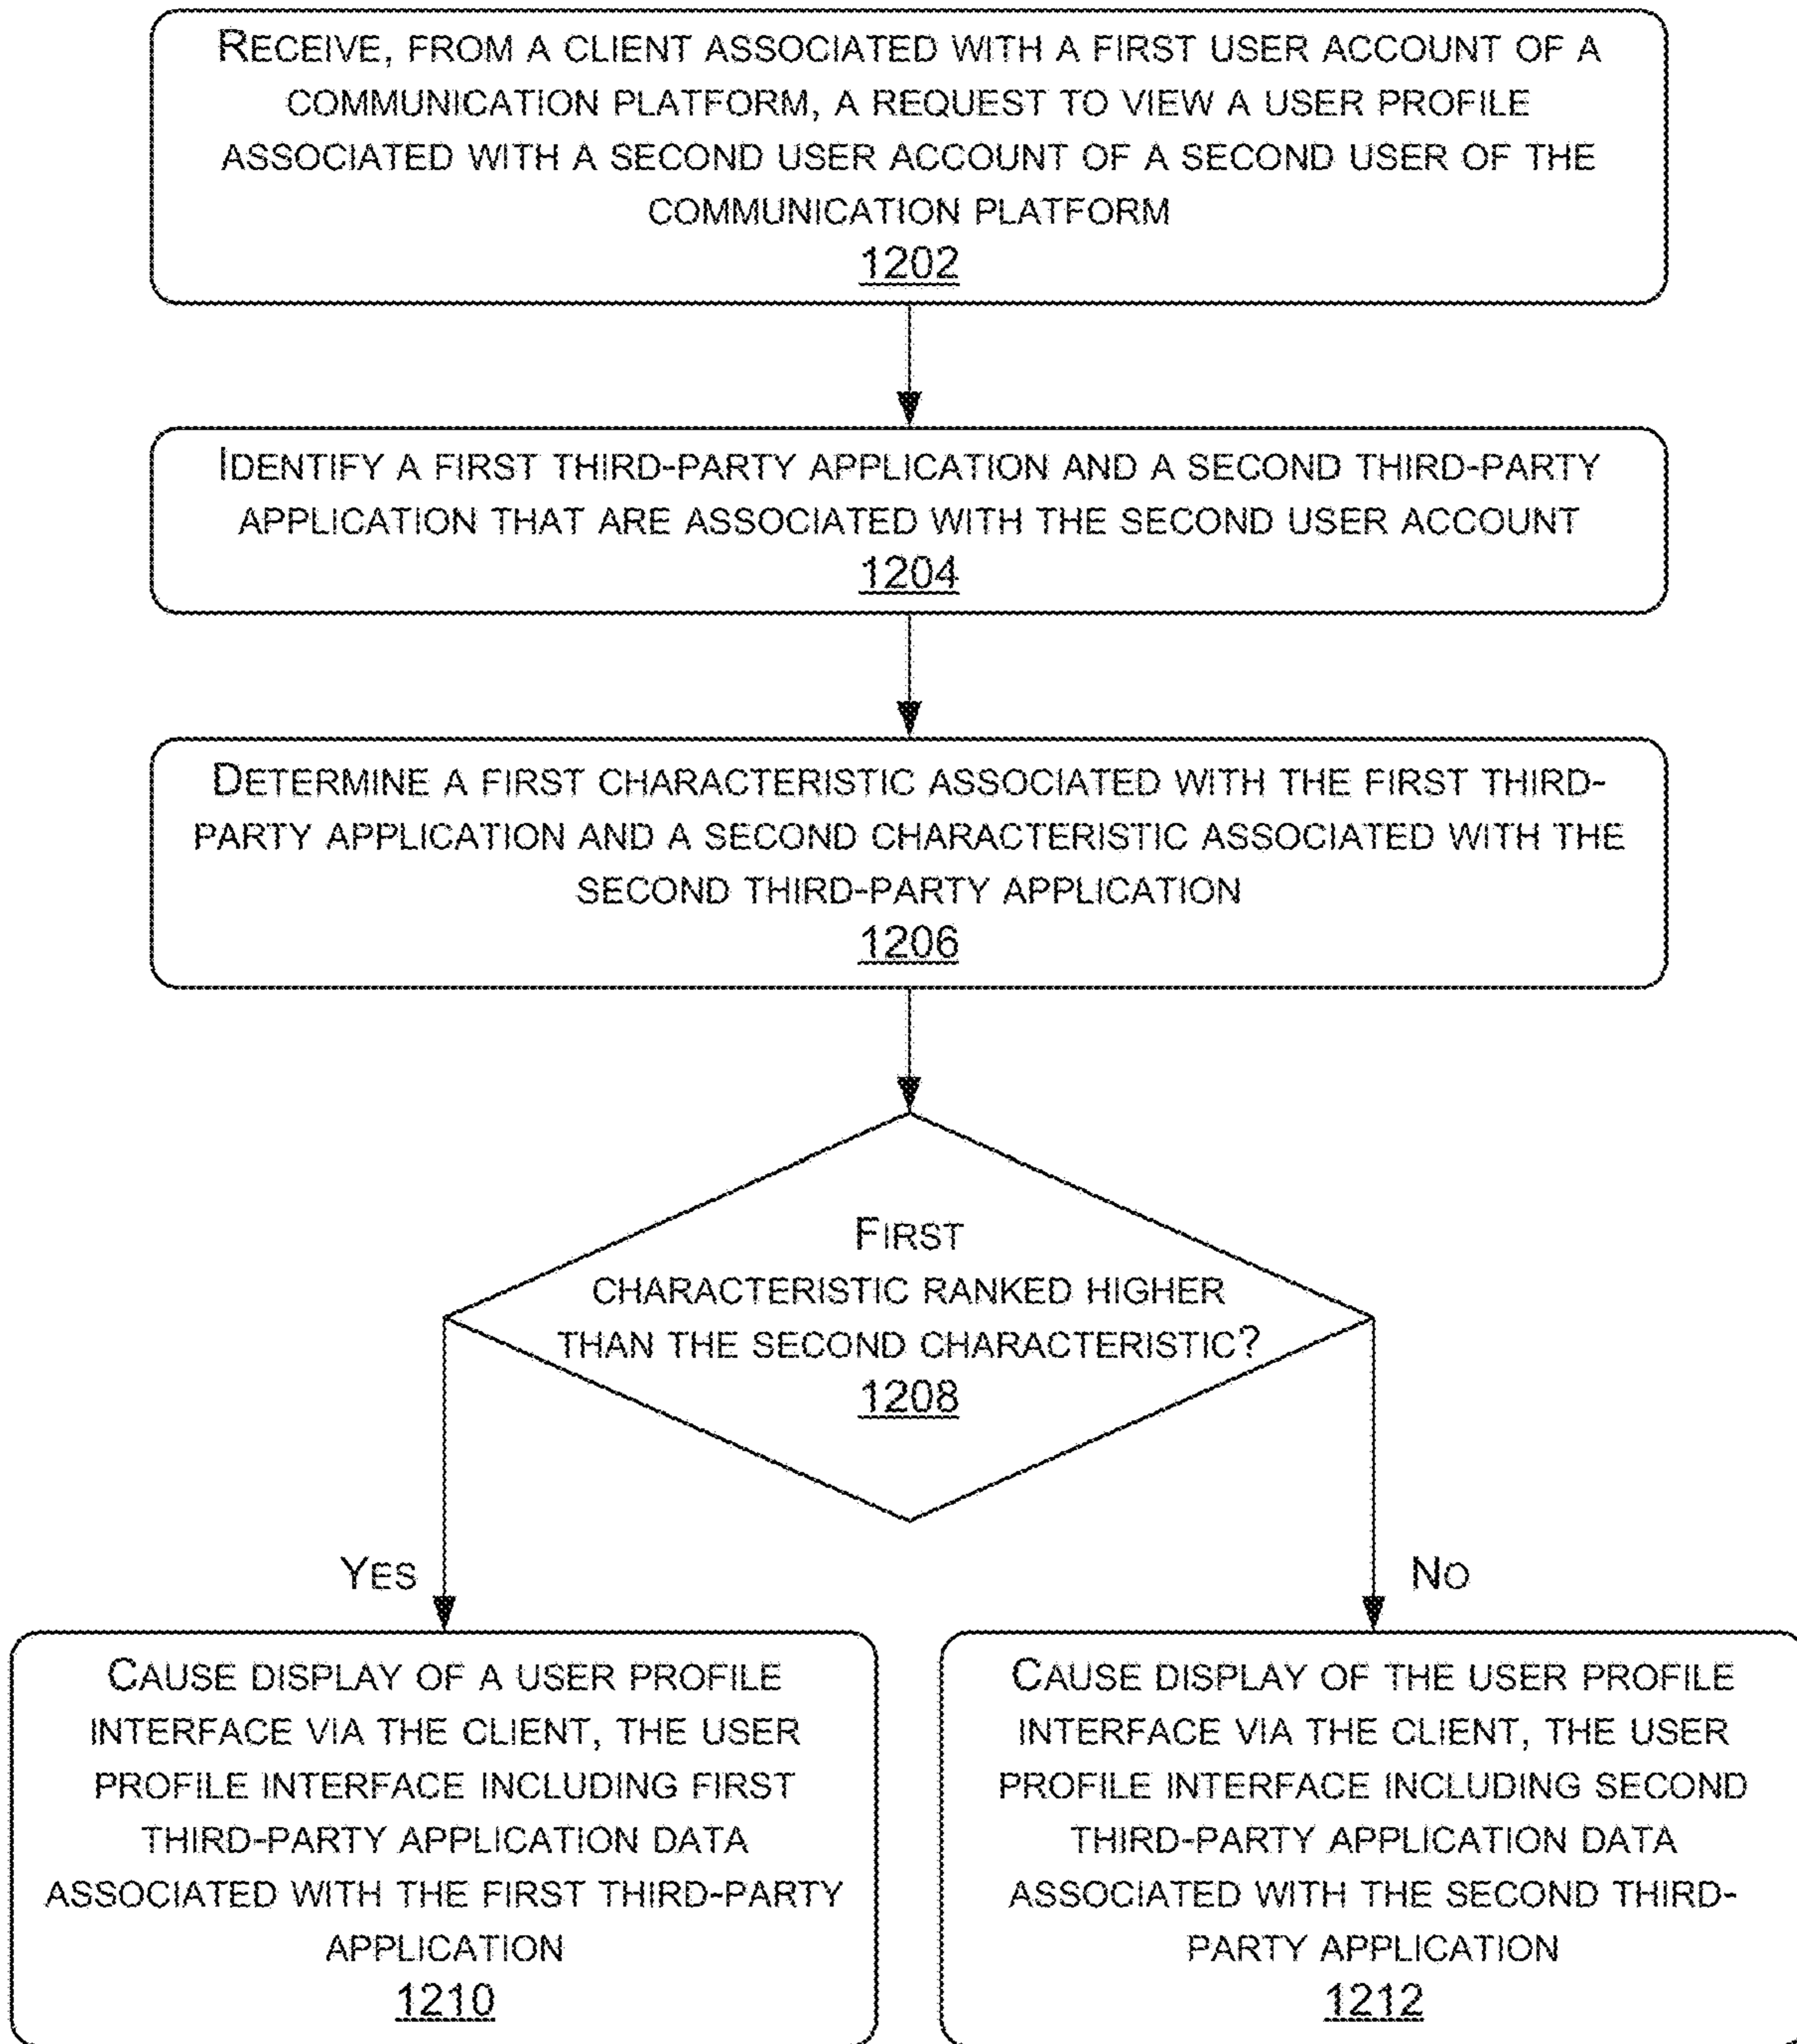 RECEIVE, FROM A CLIENT ASSOCIATED WITH A FIRST USER ACCOUNT OF A
COMMUNICATION PLATFORM, A REQUEST TO VIEW A USER PROFILE
ASSOCIATED WITH A SECOND USER ACCOUNT OF A SECOND USER OF THE
COMMUNICATION PLATFORM
1202
IDENTIFY A FIRST THIRD-PARTY APPLICATION AND A SECOND THIRD-PARTY
APPLICATION THAT ARE ASSOCIATED WITH THE SECOND USER ACCOUNT
1204
DETERMINE A FIRST CHARACTERISTIC ASSOCIATED WITH THE FIRST THIRD-
PARTY APPLICATION AND A SECOND CHARACTERISTIC ASSOCIATED WITH THE
SECOND THIRD-PARTY APPLICATION
1206
FIRST
CHARACTERISTIC RANKED HIGHER
THAN THE SECOND CHARACTERISTIC?
1208
YES
NO
CAUSE DISPLAY OF A USER PROFILE
INTERFACE VIA THE CLIENT, THE USER
PROFILE INTERFACE INCLUDING FIRST
THIRD-PARTY APPLICATION DATA
ASSOCIATED WITH THE FIRST THIRD-PARTY
APPLICATION
1210
CAUSE DISPLAY OF THE USER PROFILE
INTERFACE VIA THE CLIENT, THE USER
PROFILE INTERFACE INCLUDING SECOND
THIRD-PARTY APPLICATION DATA
ASSOCIATED WITH THE SECOND THIRD-
PARTY APPLICATION
1212